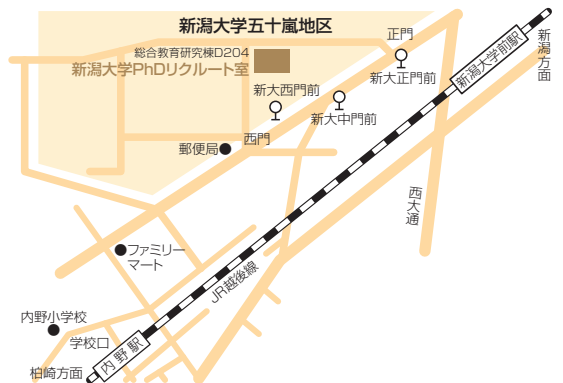 新潟大学五十嵐地区
正門
新潟方面
総合教育研究棟D204
新潟大学PhDリクルート室
新潟大学前駅
新大正門前
新大西門前
新大中門前
西門
郵便局
西大通
ファミリー
マート
JR越後線
内野小学校
学校口
内野駅
柏崎方面